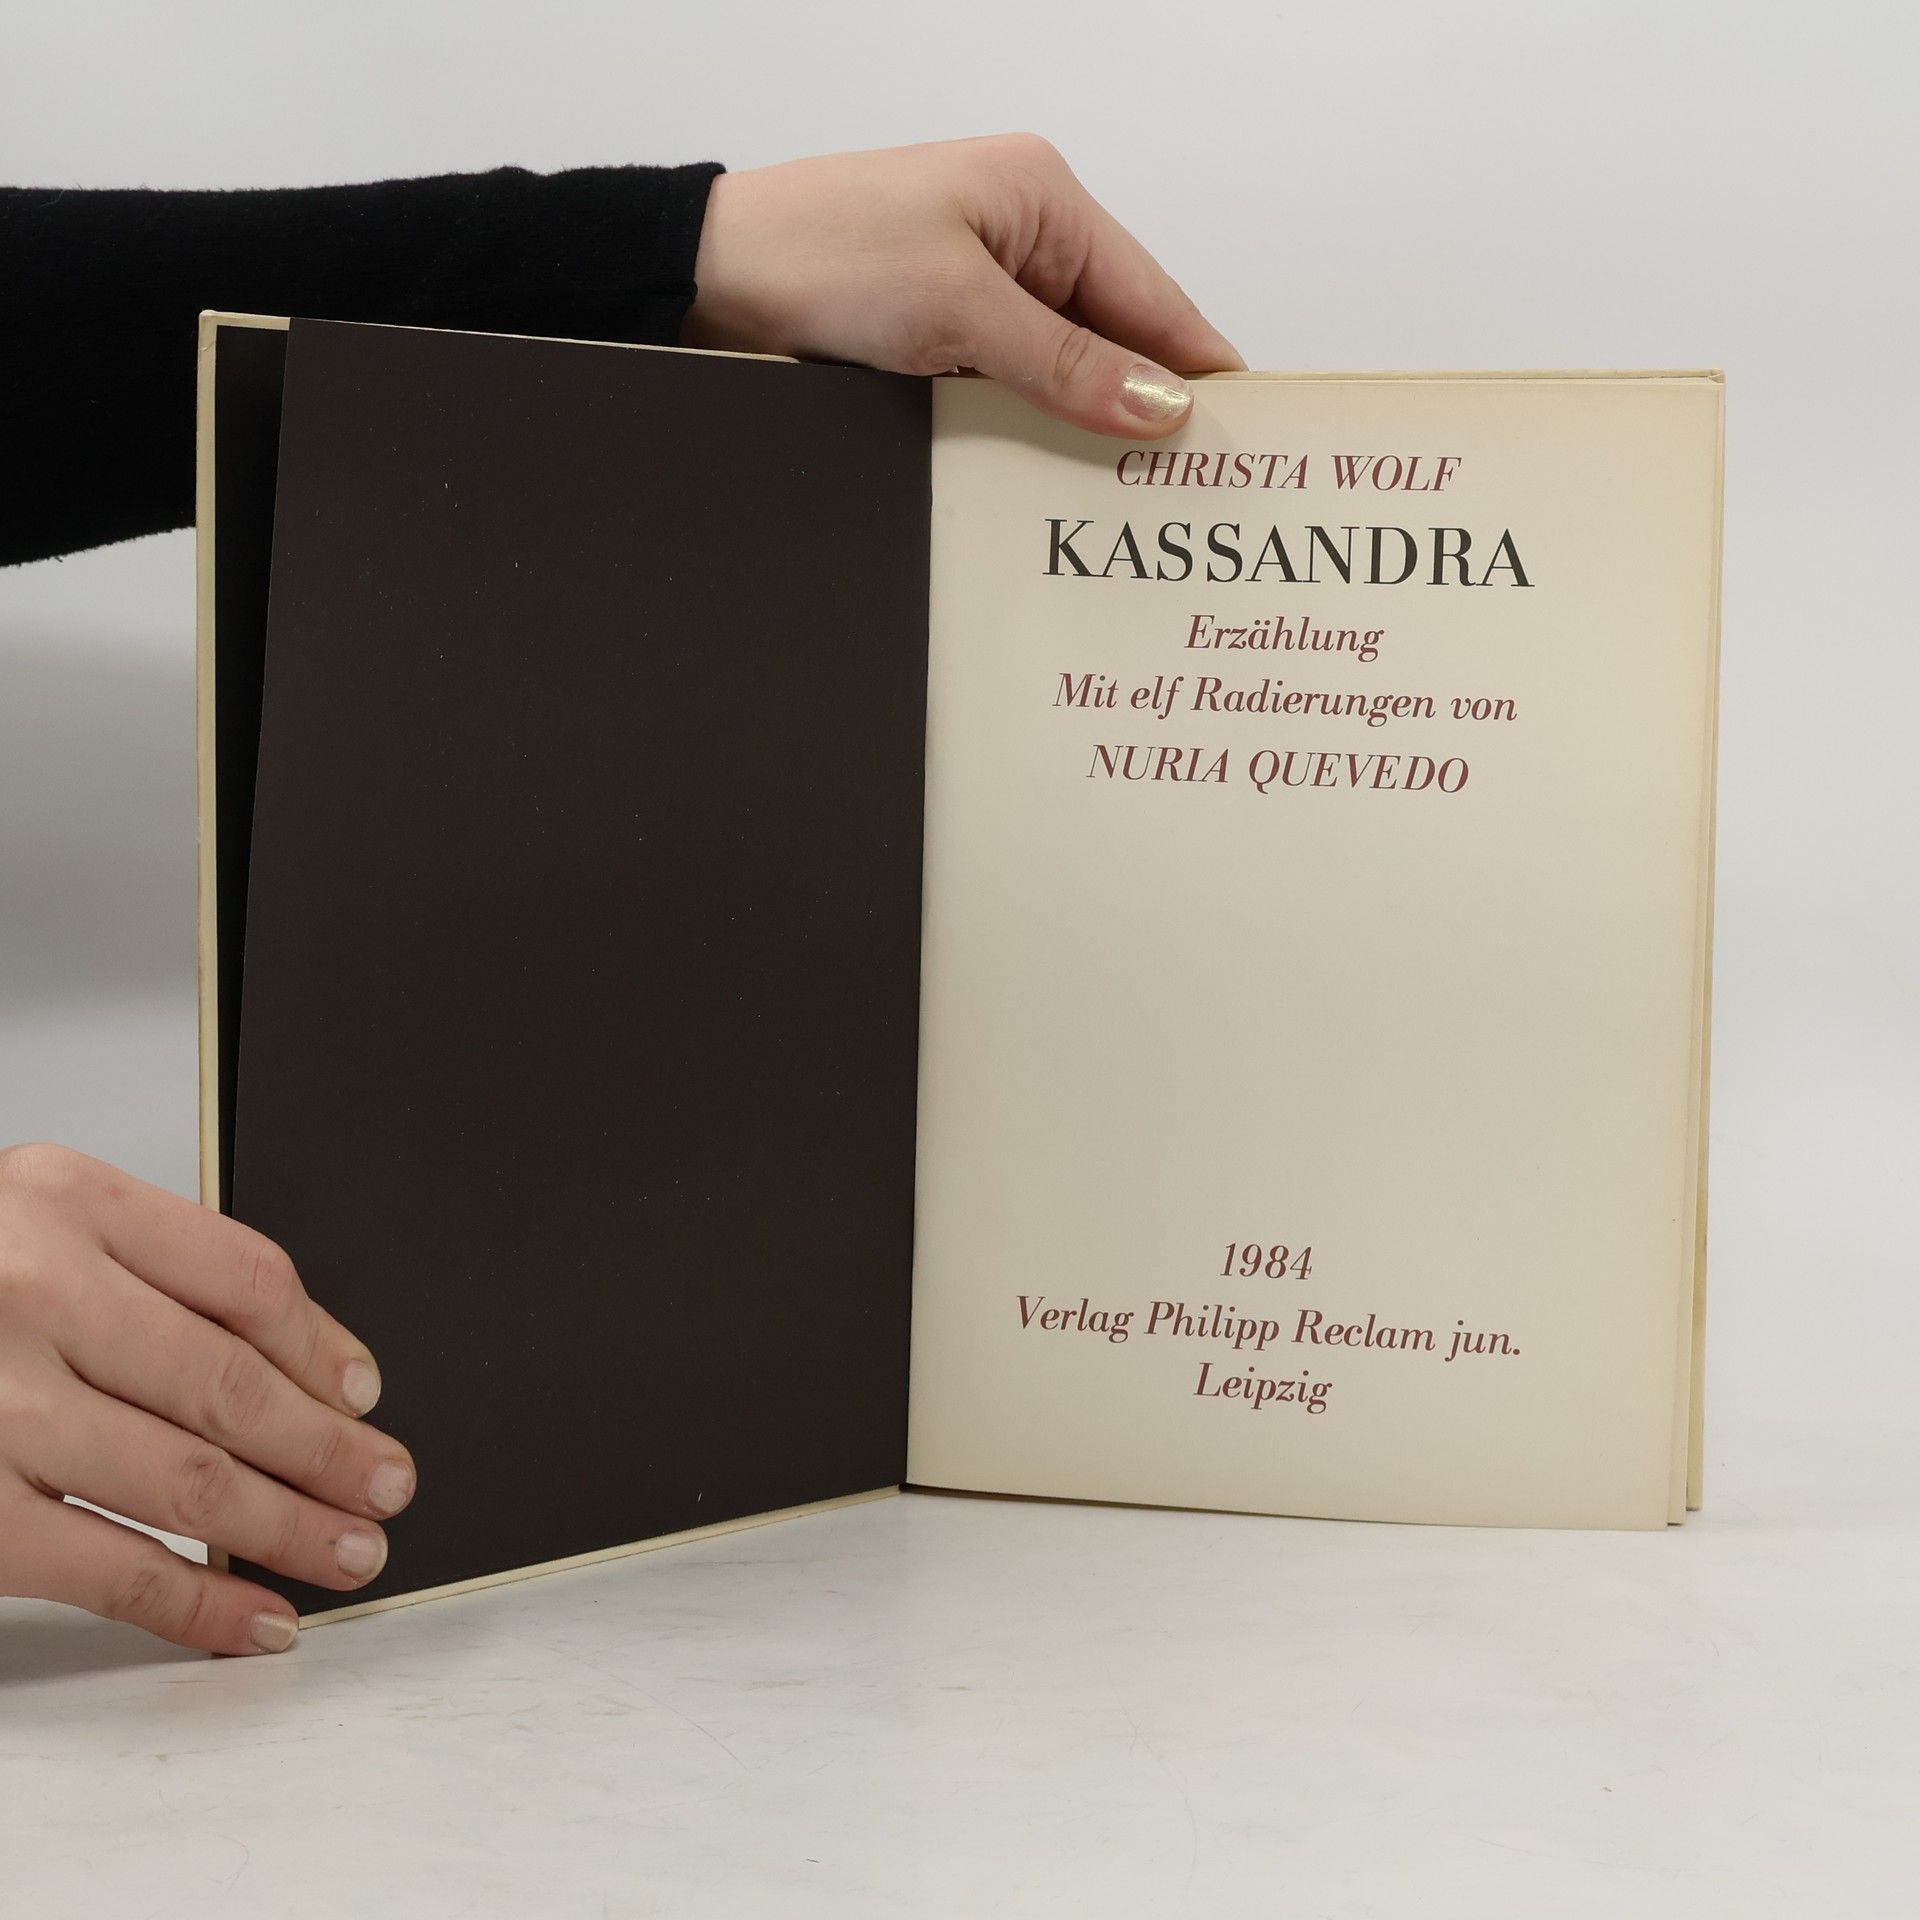 CHRISTA WOLF
KASSANDRA
Erzählung
Mit elf Radierungen von
NURIA QUEVEDO
1984
Verlag Philipp Reclam jun.
Leipzig